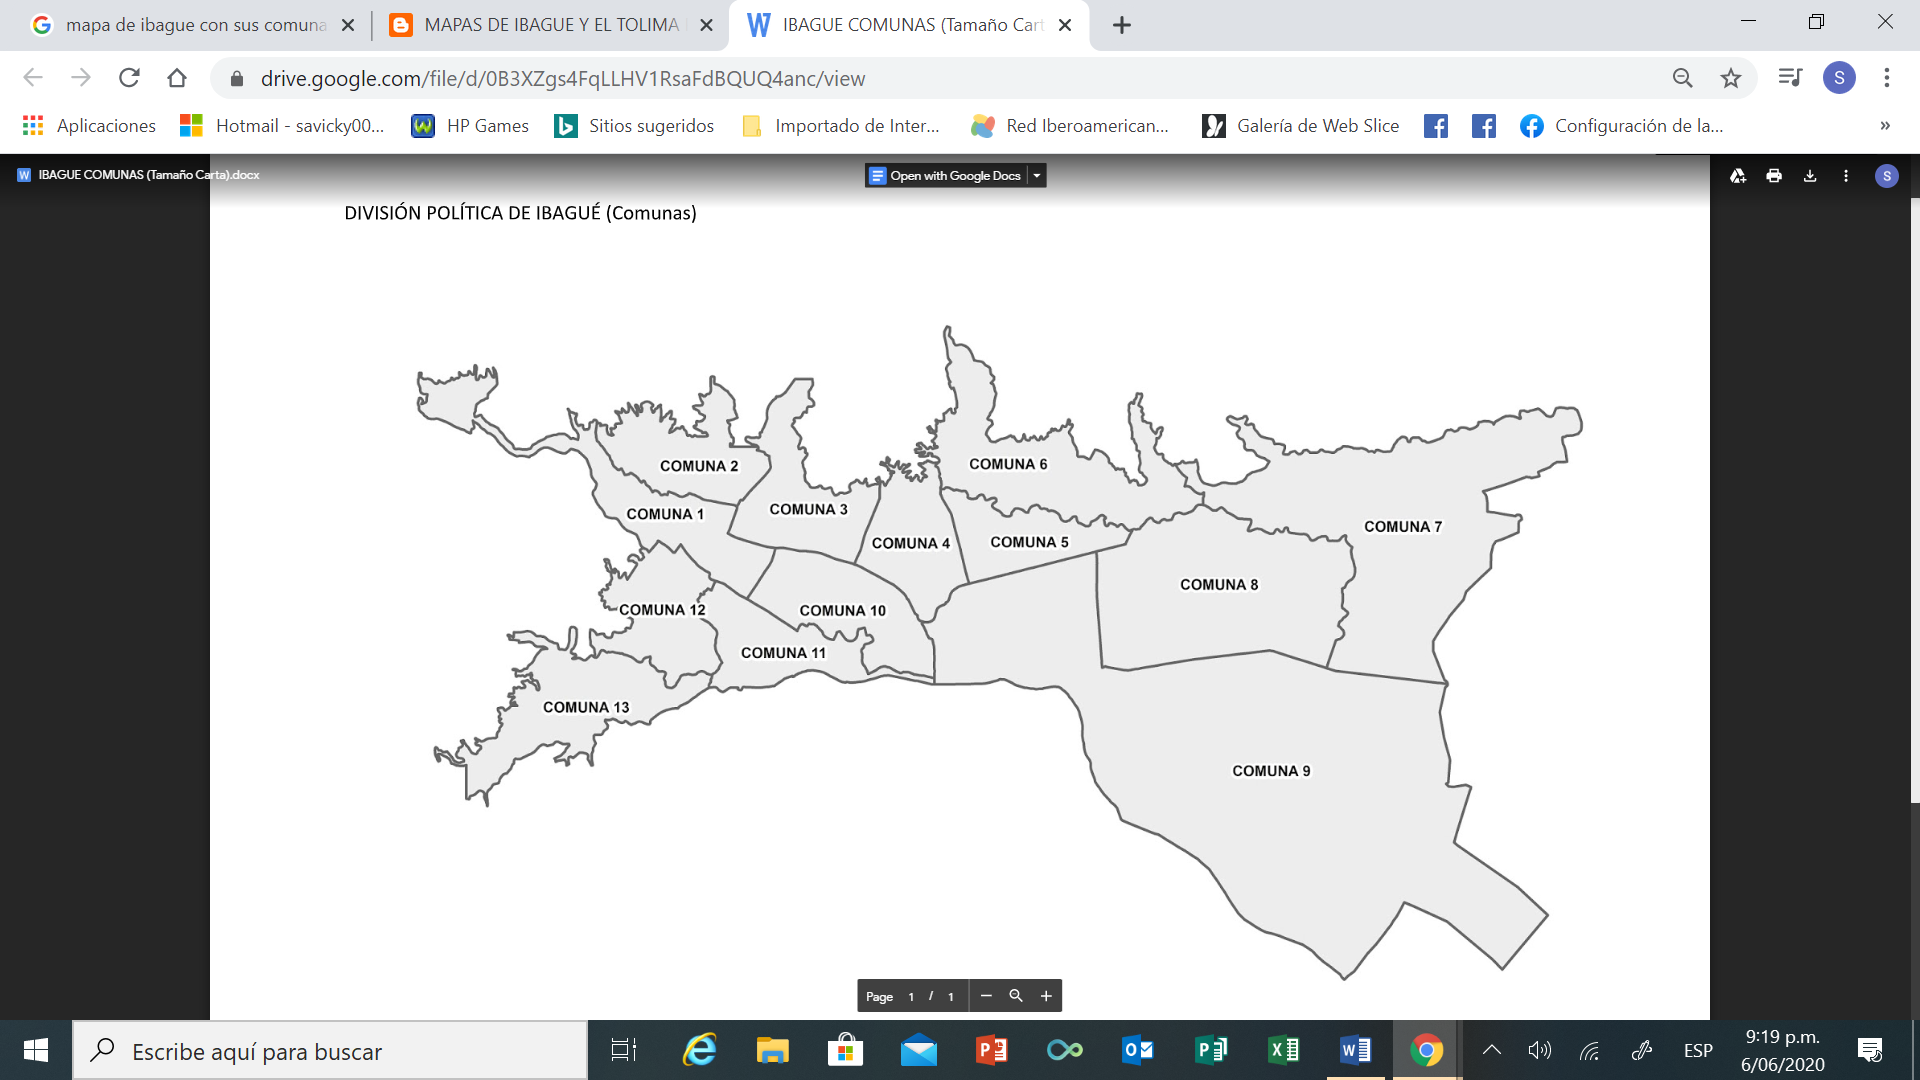 mapa de ibague con sus comuna
MAPAS DE IBAGUE Y EL TOLIMA
IBAGUE COMUNAS (Tamaño Cart
drive.google.com/file/d/0B3XZgs4FqLLHV1RsaFdBQUQ4anc/view
S
Aplicaciones
Hotmail - savicky00...
HP Games
Sitios sugeridos
Importado de Inter...
Red Iberoamerican...
Galería de Web Slice
Configuración de la...
»
W IBAGUE COMUNAS (Tamaño Carta).docx
Open with Google Docs
S
DIVISIÓN POLÍTICA DE IBAGUÉ (Comunas)
COMUNA 2
COMUNA 6
COMUNA 1
COMUNA 3
COMUNA 7
COMUNA 4
COMUNA 5
COMUNA 8
COMUNA 12
COMUNA 10
COMUNA 11
COMUNA 13
COMUNA 9
Page 1 / 1
Escribe aquí para buscar
ESP
9:19 p.m.
6/06/2020